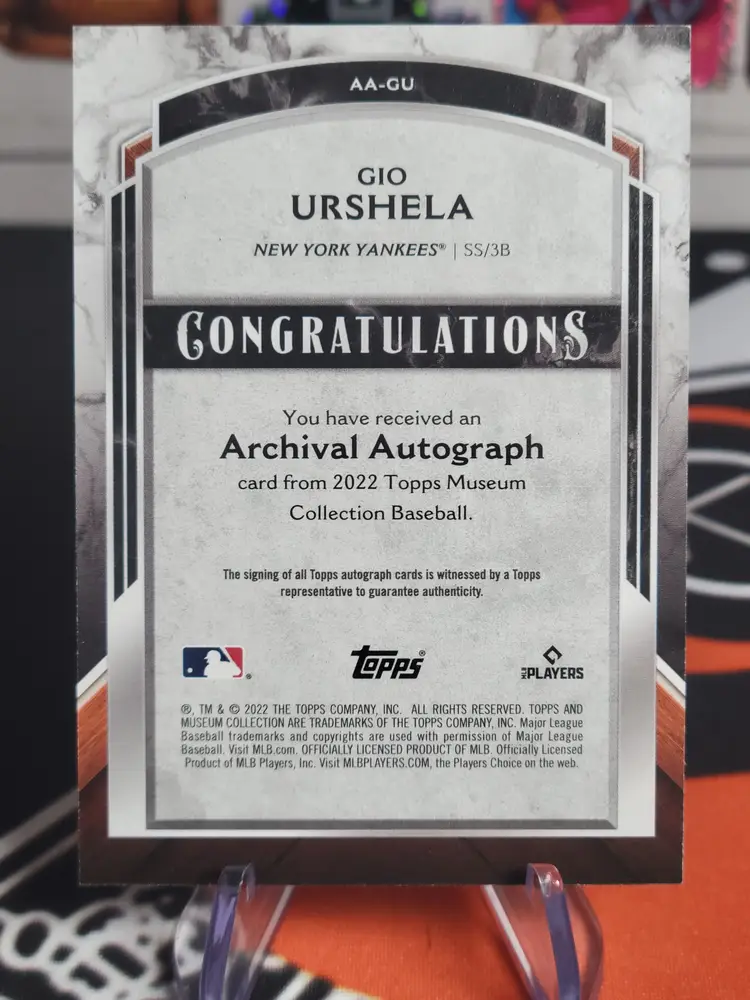 AA-GU
GIO
URSHELA
NEW YORK YANKEES® | SS/3B
CONGRATULATIONS
You have received an
Archival Autograph
card from 2022 Topps Museum
Collection Baseball.
The signing of all Topps autograph cards is witnessed by a Topps
representative to guarantee authenticity.
® topps® MLB PLAYERS
®, TM & © 2022 THE TOPPS COMPANY, INC. ALL RIGHTS RESERVED. TOPPS AND
MUSEUM COLLECTION ARE TRADEMARKS OF THE TOPPS COMPANY, INC. Major League
Baseball trademarks and copyrights are used with permission of Major League
Baseball. Visit MLB.com. OFFICIALLY LICENSED PRODUCT OF MLB. Officially Licensed
Product of MLB Players, Inc. Visit MLBPLAYERS.COM, the Players Choice on the web.